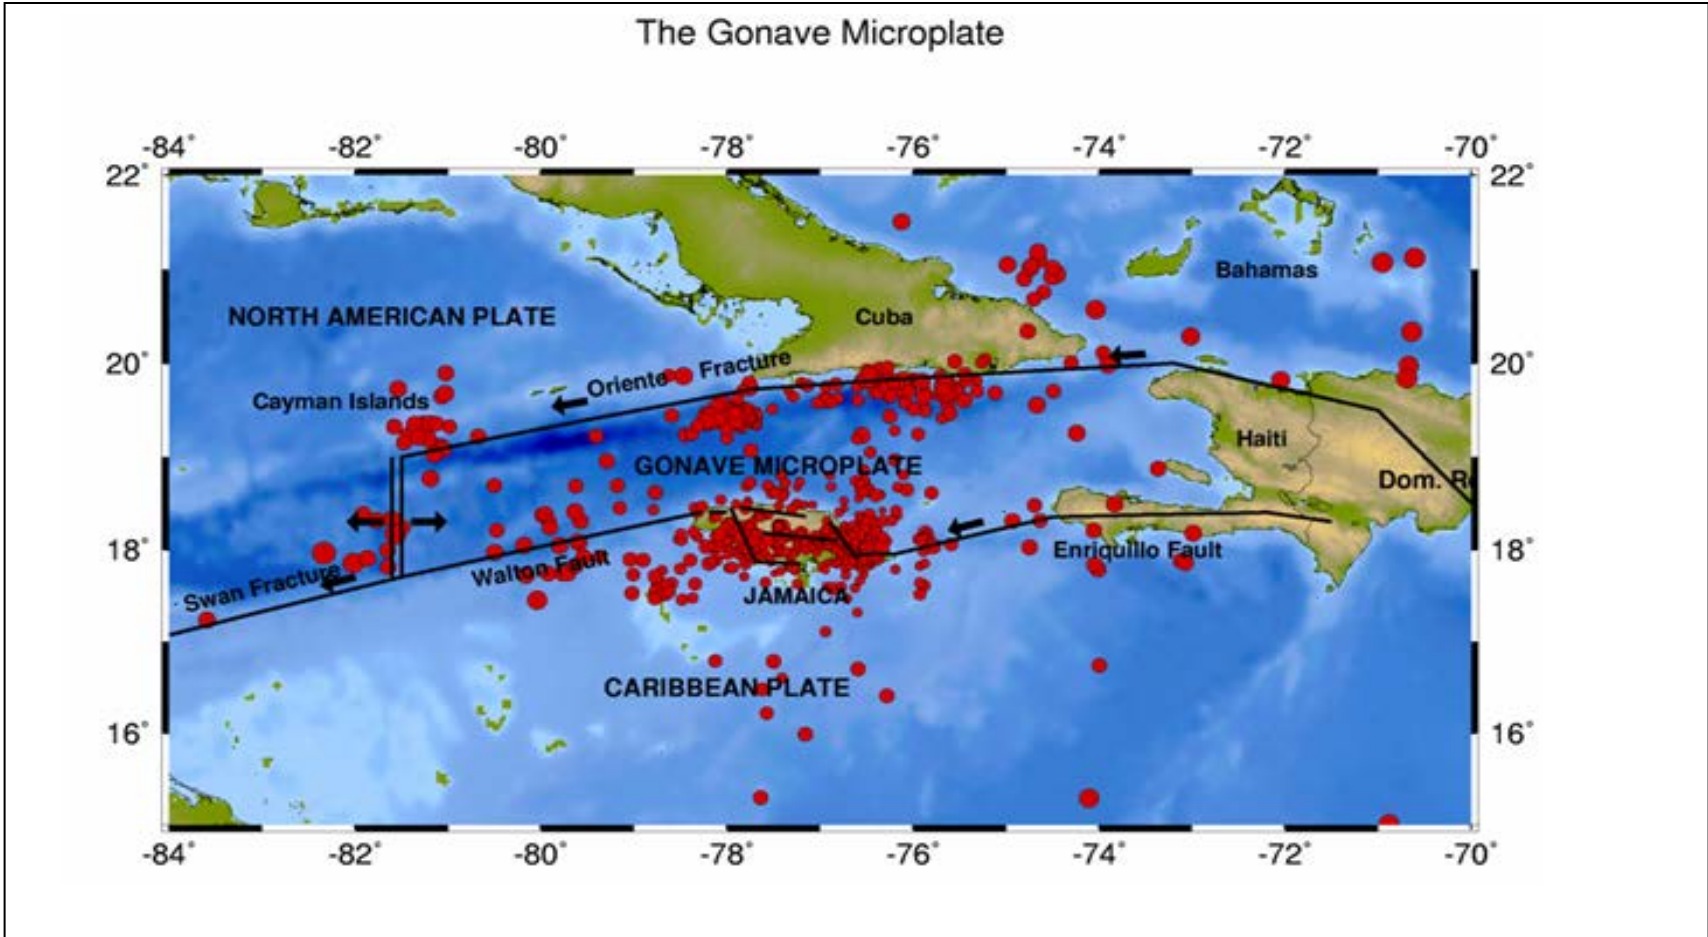 The Gonave Microplate
-84˚ -82˚ -80˚ -78˚ -76˚ -74˚ -72˚ -70˚
22˚ 22˚
Bahamas
NORTH AMERICAN PLATE
Cuba
20˚ 20˚
Oriente Fracture
Cayman Islands
Haiti
GONAVE MICROPLATE
Dom. R
18˚ 18˚
Enriquillo Fault
Walton Fault
Swan Fracture
JAMAICA
CARIBBEAN PLATE
16˚ 16˚
-84˚ -82˚ -80˚ -78˚ -76˚ -74˚ -72˚ -70˚